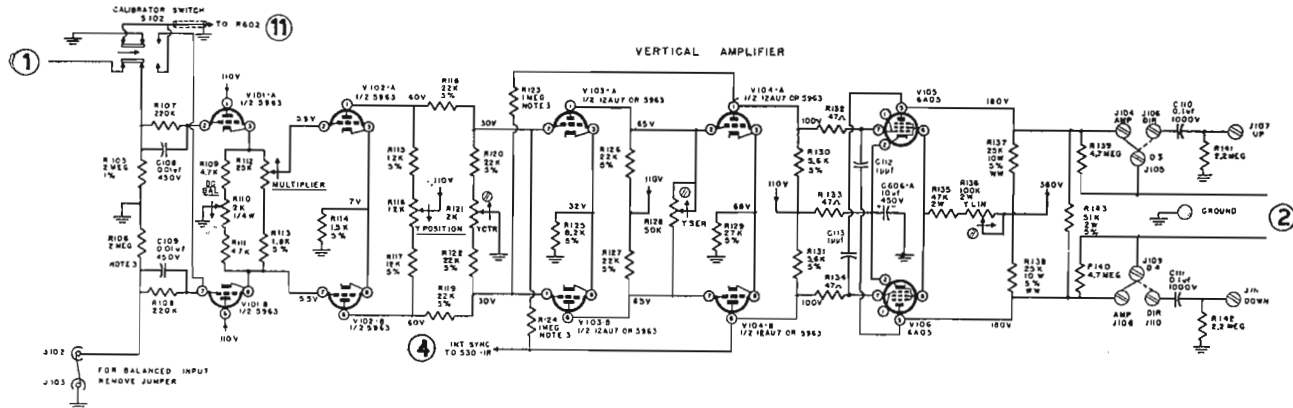 CALIBRATOR SWITCH
S102
TO R602
11
1
VERTICAL AMPLIFIER
110V
V101-A
1/2 5963
R107
220K
C108
0.01uf
450V
R105
2 MEG
1%
R106
2 MEG
NOTE 3
C109
0.01uf
450V
R108
220K
R109
4.7K
DC
BAL
R110
2K
1/4W
R111
4.7K
R112
25K
MULTIPLIER
R113
1.8K
5%
V101-B
1/2 5963
110V
J102
J103
FOR BALANCED INPUT
REMOVE JUMPER
V102-A
1/2 5963
7V
R114
1.5K
5%
5.5V
V102-B
1/2 5963
60V
60V
R115
12K
5%
110V
R116
12K
Y POSITION
R117
12K
5%
R118
22K
5%
30V
R120
22K
5%
R121
2K
Y CTR
R122
22K
5%
R119
22K
5%
30V
4
INT SYNC
TO S30-1R
R123
1 MEG
NOTE 3
R124
1 MEG
NOTE 3
V103-A
1/2 12AU7 OR 5963
32V
R125
8.2K
5%
V103-B
1/2 12AU7 OR 5963
65V
R126
22K
5%
110V
R127
22K
5%
65V
R128
50K
Y SER
V104-A
1/2 12AU7 OR 5963
68V
R129
27K
5%
V104-B
1/2 12AU7 OR 5963
100V
R132
47Ω
R130
5.6K
5%
110V
R133
47Ω
R131
5.6K
5%
R134
47Ω
100V
V105
6AQ5
C112
1µµf
C606-A
10uf
450V
C113
1µµf
V106
6AQ5
R135
47K
2W
R136
100K
2W
Y LIN
180V
R137
25K
10W
5%
WW
360V
R138
25K
10W
5%
WW
180V
R139
4.7MEG
R143
51K
2W
5%
R140
4.7MEG
J104
AMP
J106
DIR
D3
J105
C110
0.1uf
1000V
J107
UP
R141
2.2MEG
GROUND
2
J109
D4
AMP
J108
DIR
J110
C111
0.1uf
1000V
J111
DOWN
R142
2.2MEG